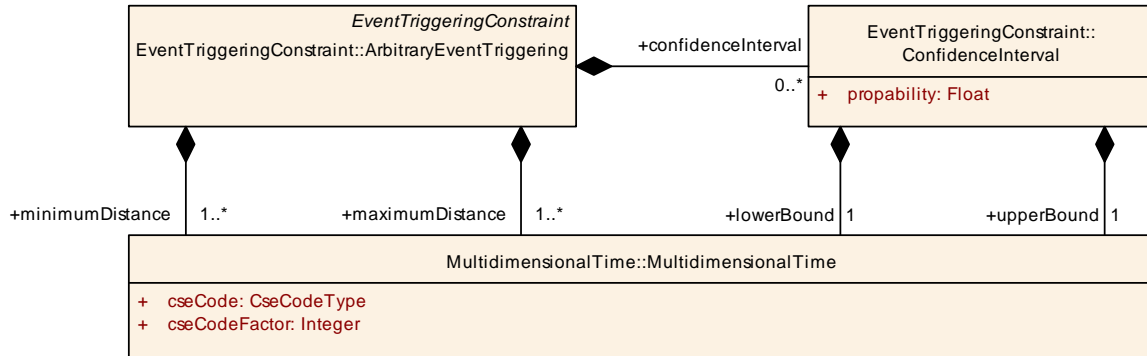 EventTriggeringConstraint
EventTriggeringConstraint::ArbitraryEventTriggering
+confidenceInterval
0..*
EventTriggeringConstraint::
ConfidenceInterval
+ propability: Float
+minimumDistance 1..*
+maximumDistance 1..*
+lowerBound 1
+upperBound 1
MultidimensionalTime::MultidimensionalTime
+ cseCode: CseCodeType
+ cseCodeFactor: Integer